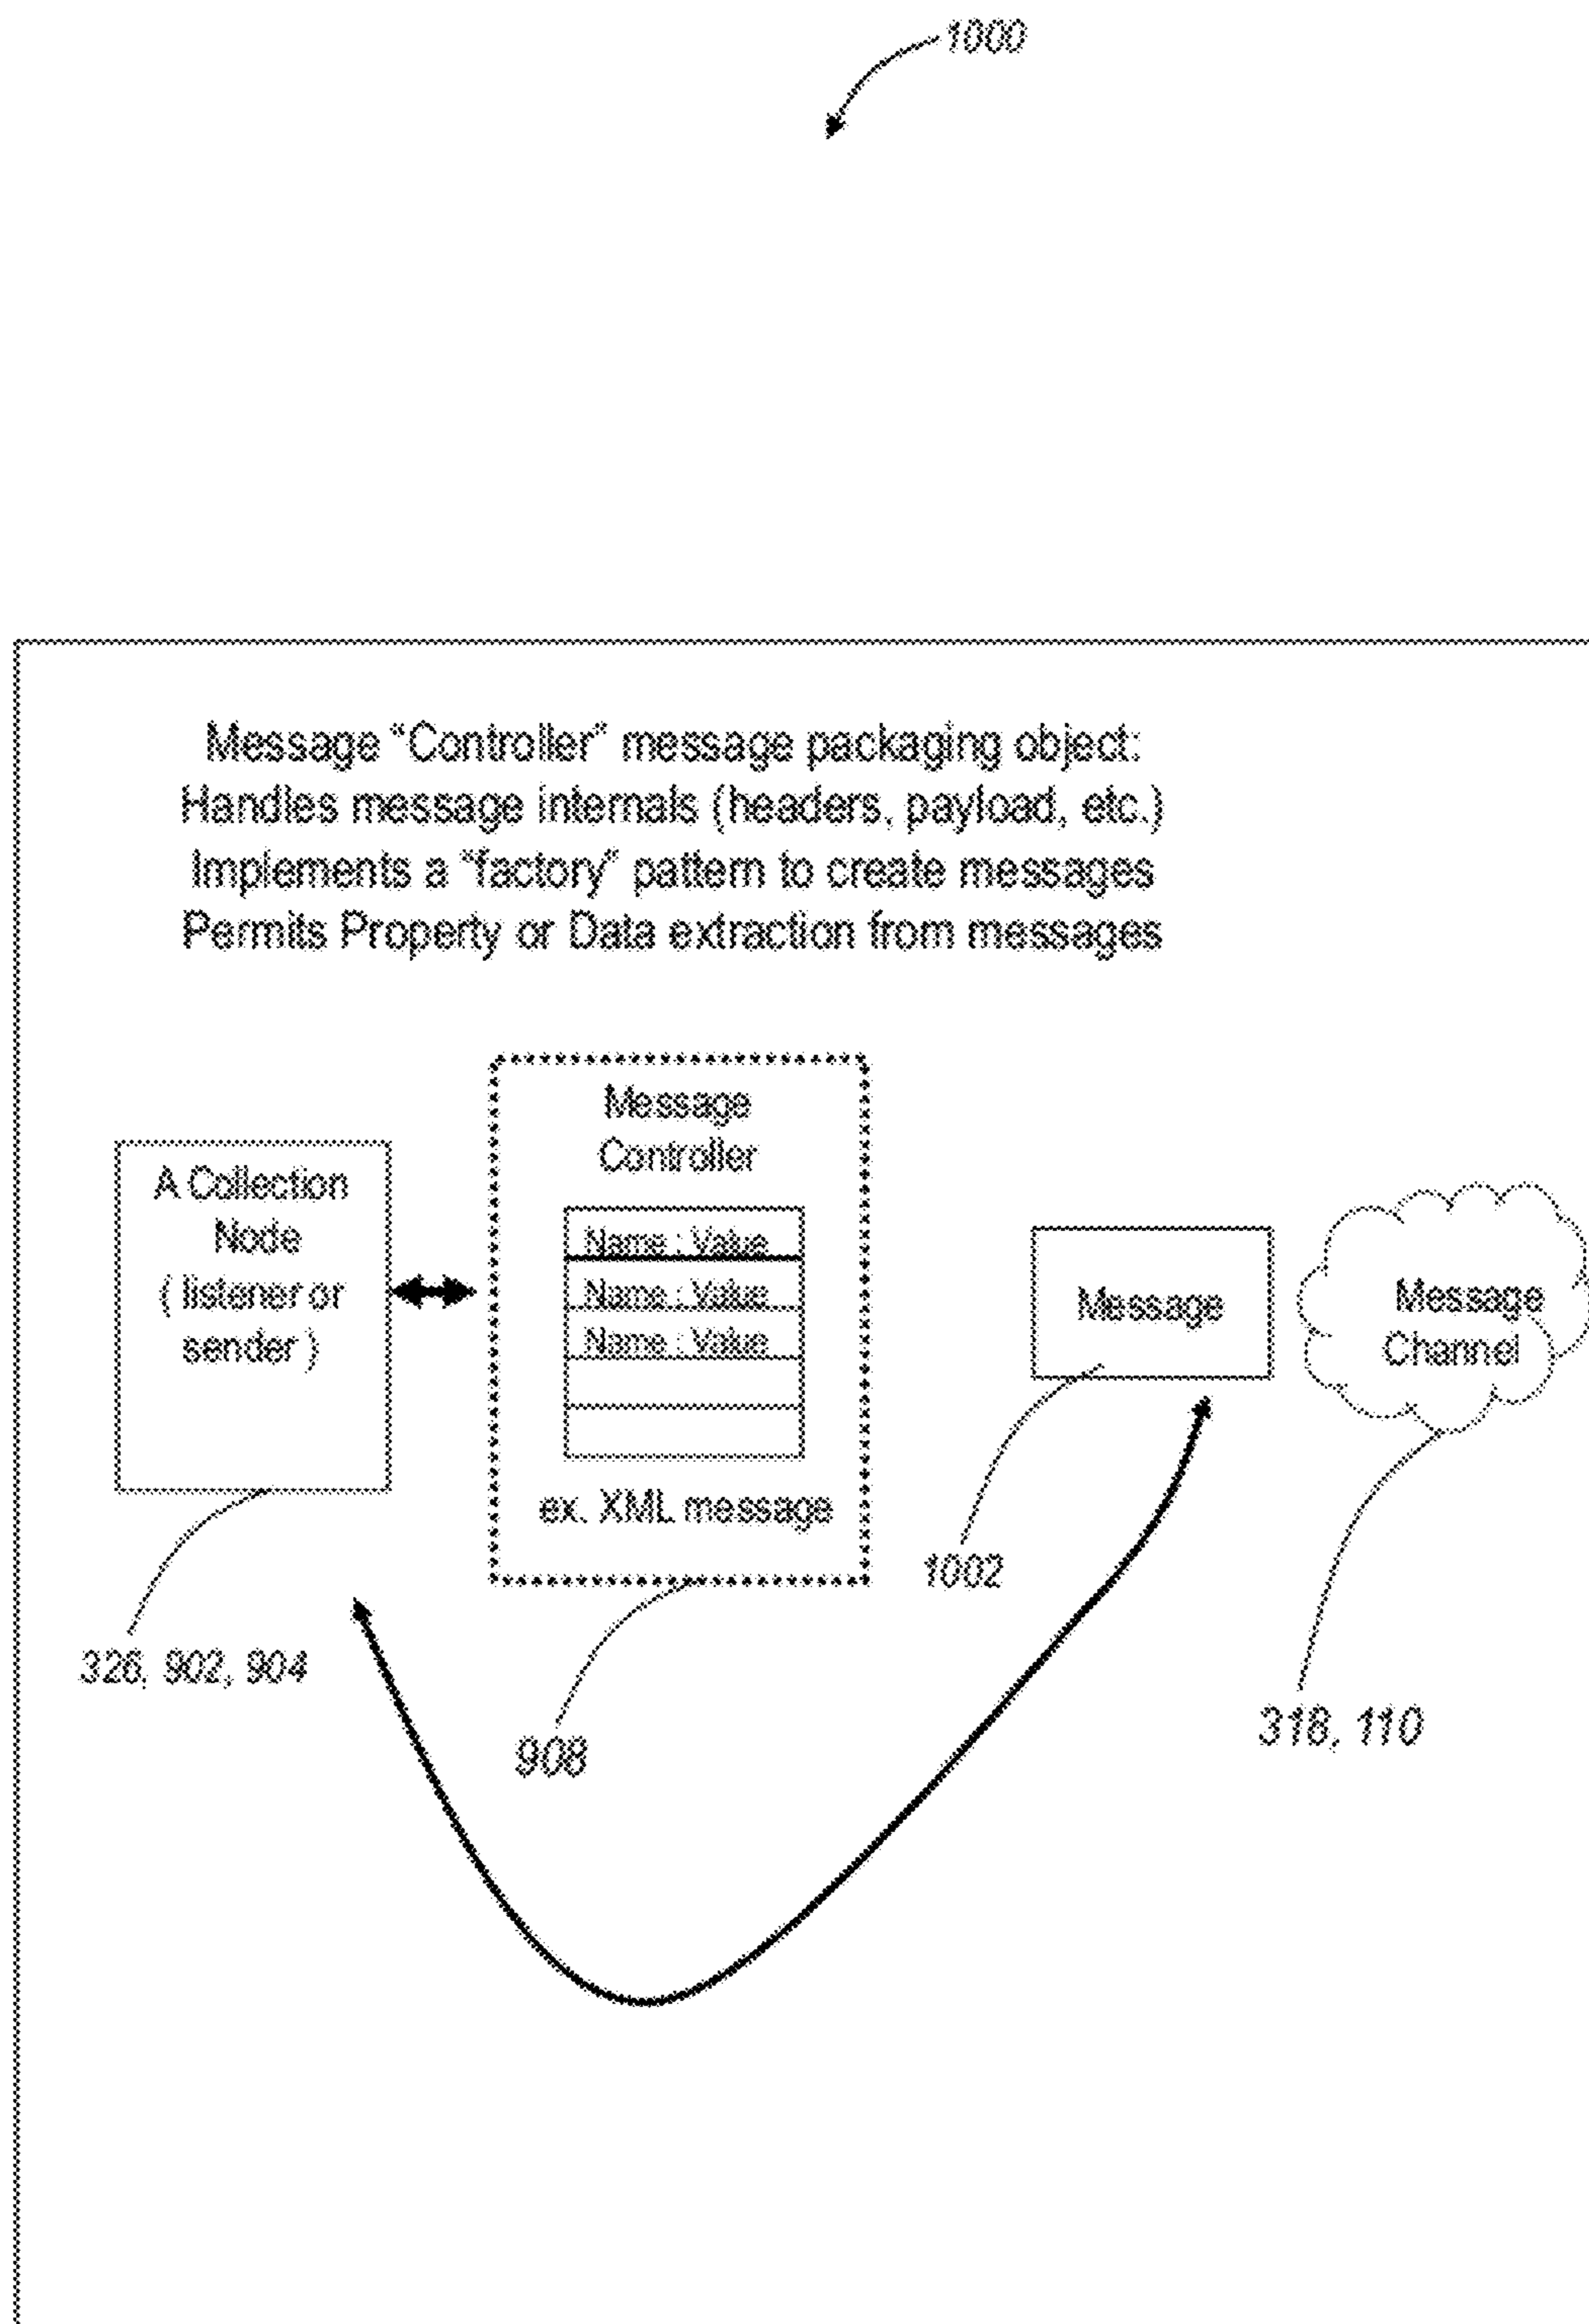 1000
Message “Controller” message packaging object:
Handles message internals (headers, payload, etc.)
Implements a “factory” pattern to create messages
Permits Property or Data extraction from messages
A Collection
Node
( listener or
sender )
Message
Controller
Name : Value
Name : Value
Name : Value
ex. XML message
Message
Message
Channel
1002
326, 902, 904
908
318, 110